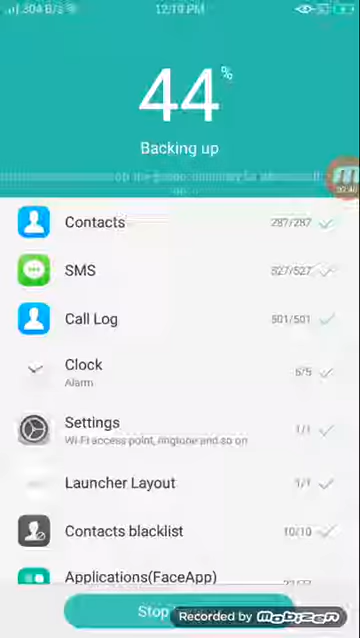 304 B/s
12:19 PM
44%
Backing up
Contacts
287/287
SMS
527/527
Call Log
501/501
Clock
5/5
Alarm
Settings
1/1
Wi-Fi access point, ringtone and so on
Launcher Layout
1/1
Contacts blacklist
10/10
Applications(FaceApp)
Stop
Recorded by Mobizen